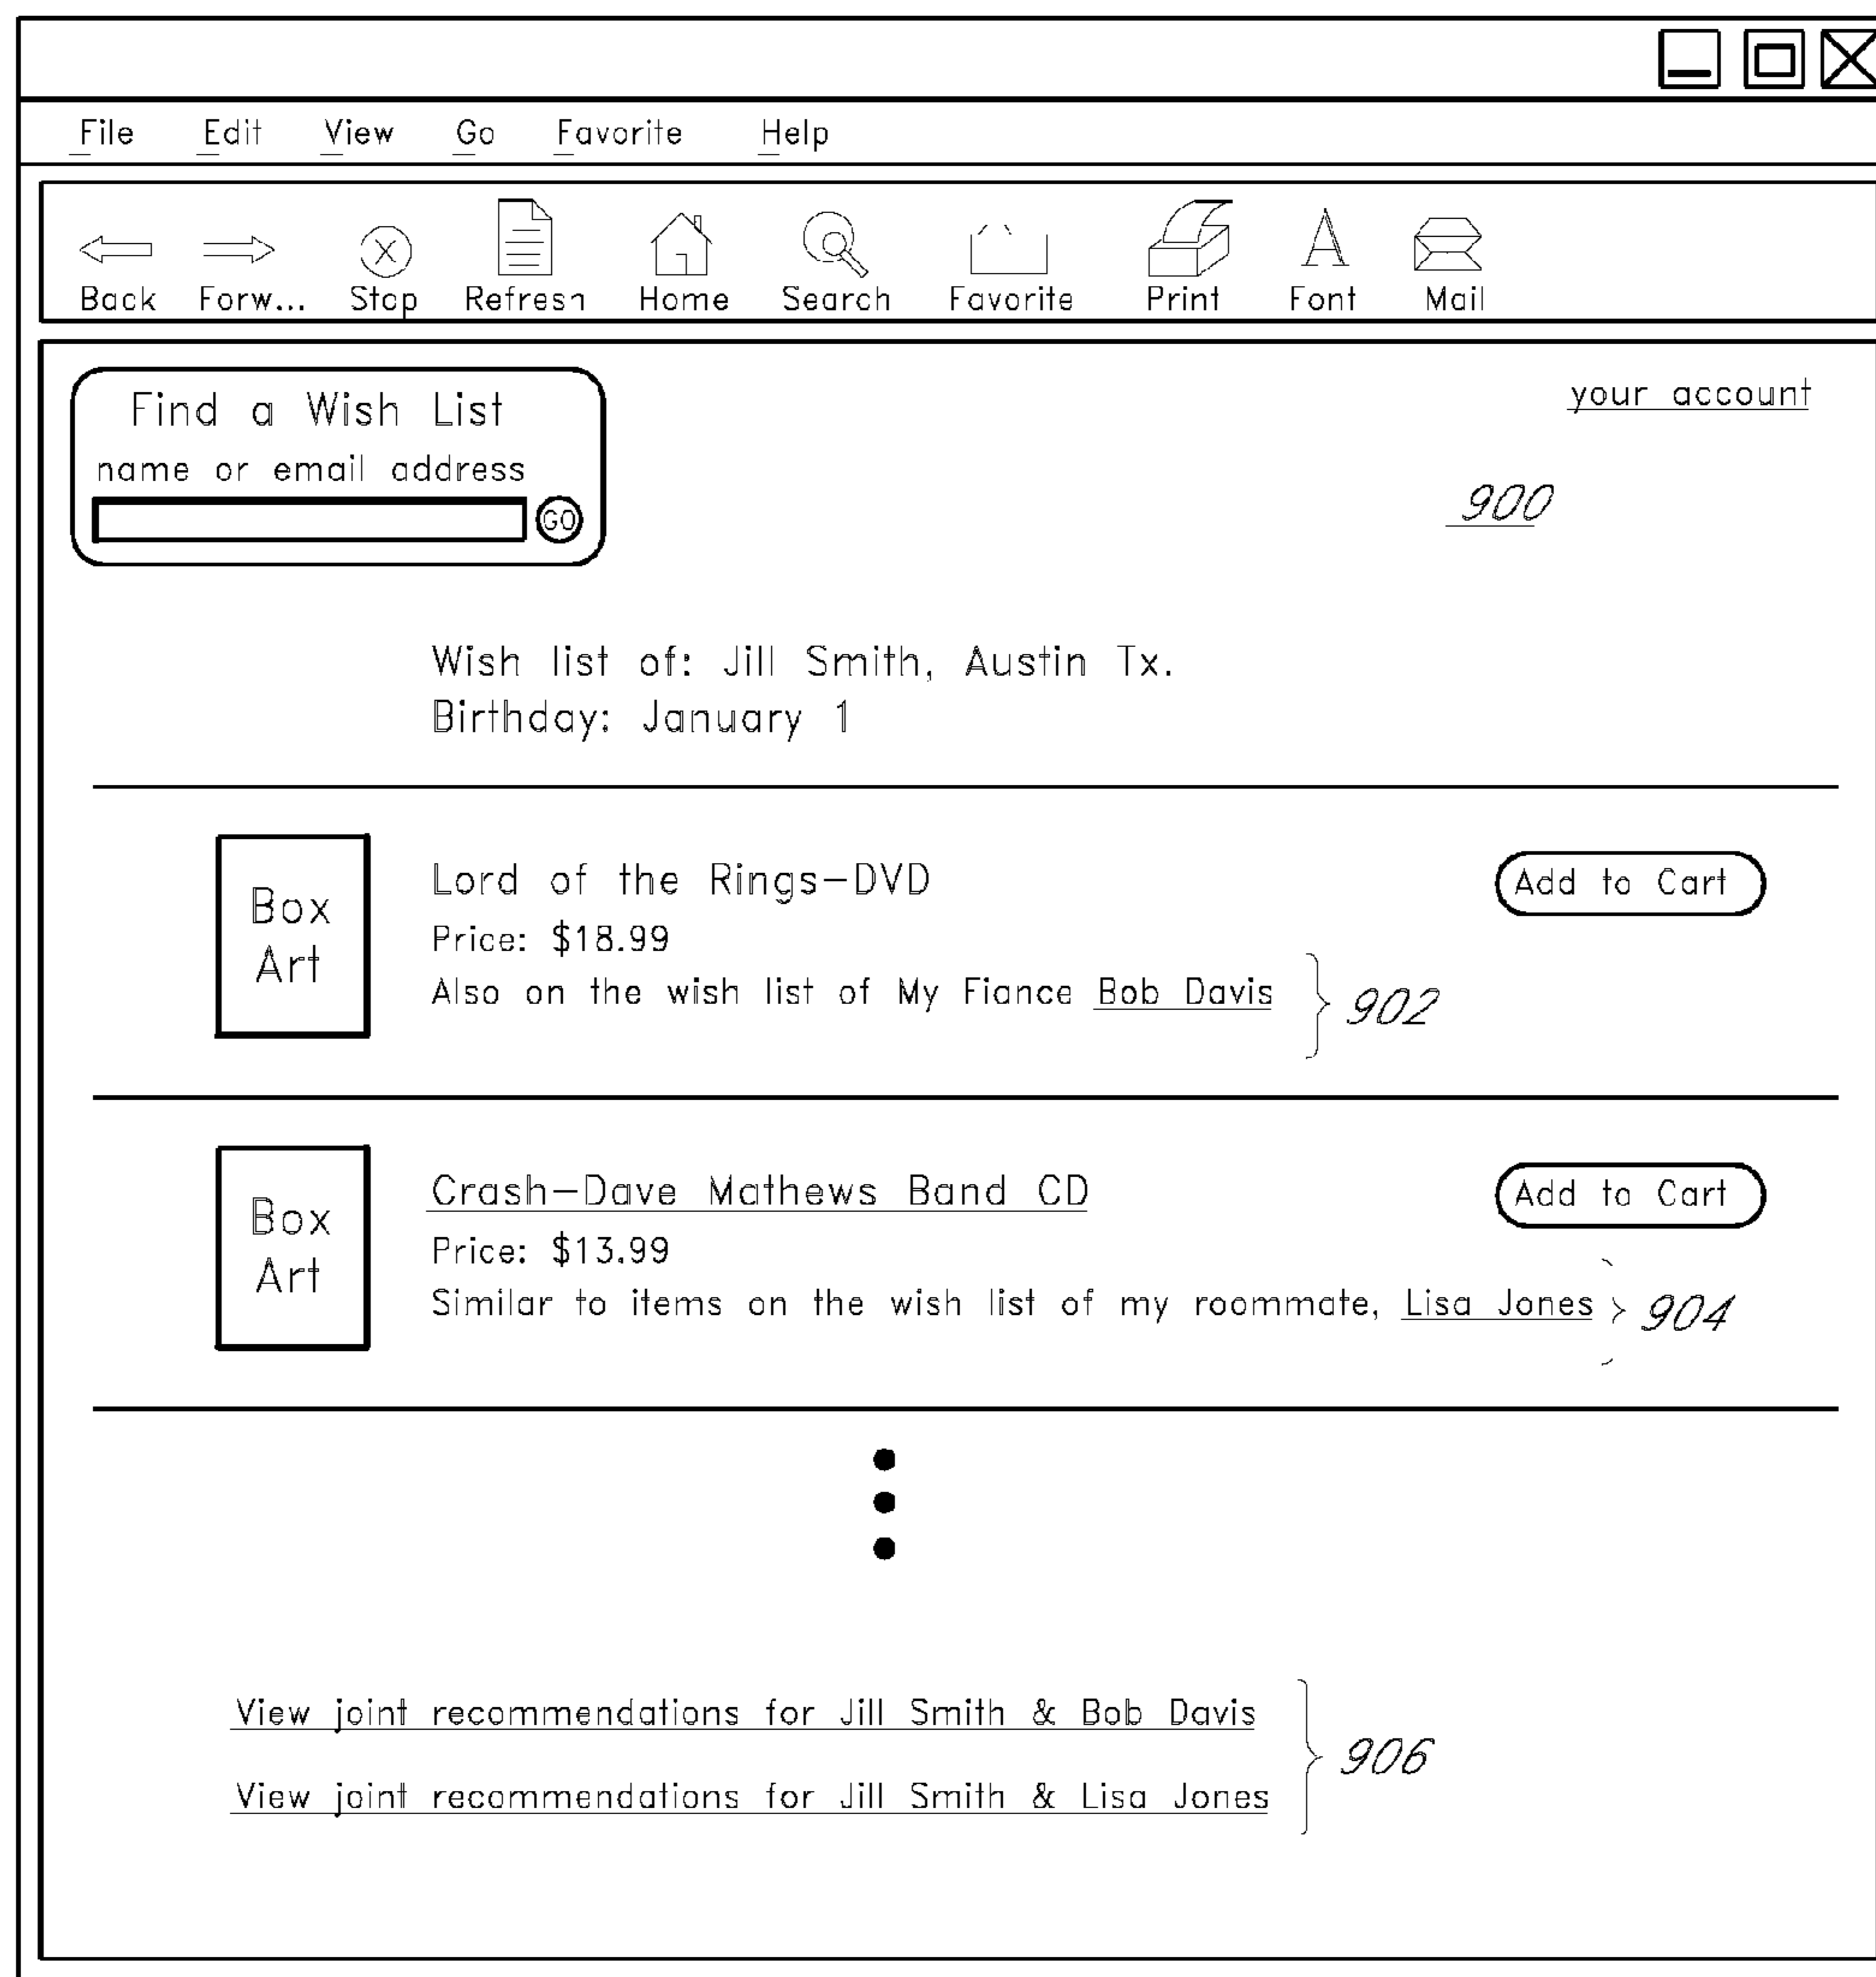 File Edit View Go Favorite Help
Back Forw... Stop Refresh Home Search Favorite Print Font Mail
Find a Wish List
name or email address
GO
your account
900
Wish list of: Jill Smith, Austin Tx.
Birthday: January 1
Box Art
Lord of the Rings-DVD
Add to Cart
Price: $18.99
Also on the wish list of My Fiance Bob Davis
902
Box Art
Crash-Dave Mathews Band CD
Add to Cart
Price: $13.99
Similar to items on the wish list of my roommate, Lisa Jones
904
View joint recommendations for Jill Smith & Bob Davis
906
View joint recommendations for Jill Smith & Lisa Jones